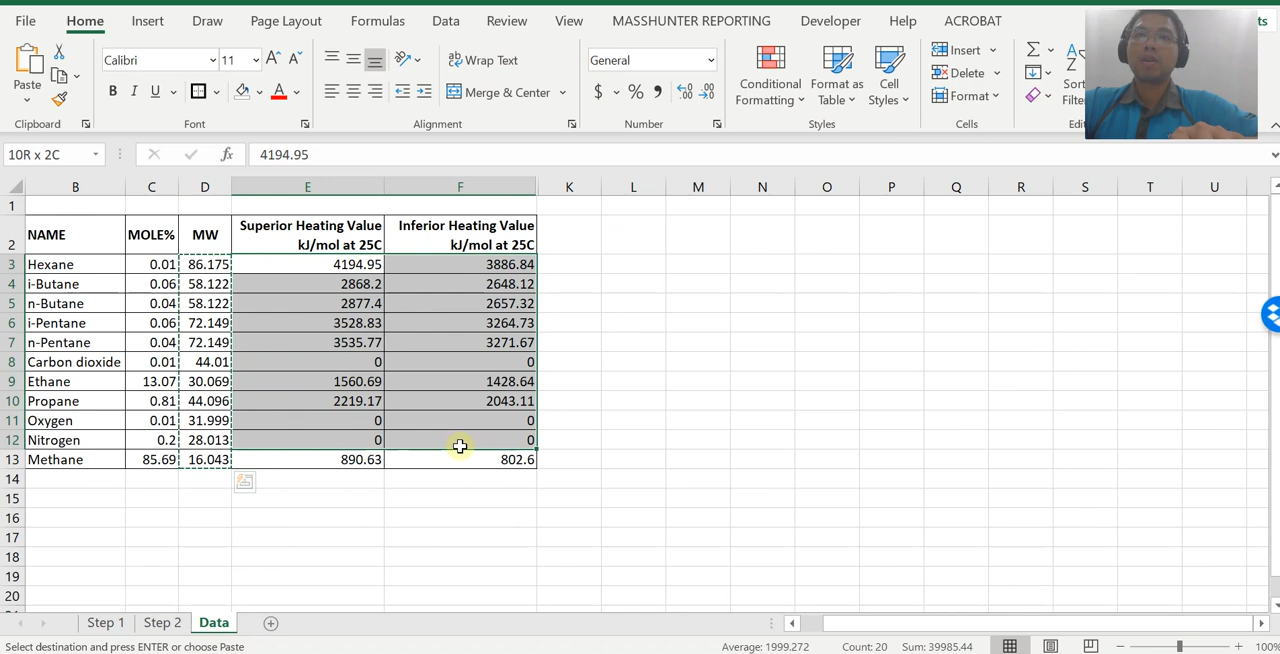 File Home Insert Draw Page Layout Formulas Data Review View MASSHUNTER REPORTING Developer Help ACROBAT ts
Calibri 11 A A Wrap Text General Insert
Paste Conditional Format as Cell Delete Sort
B I U A Merge & Center $ % Formatting Table Styles Format Filter
Clipboard Font Alignment Number Styles Cells Edit
10R x 2C fx 4194.95
B C D E F K L M N O P Q R S T U
1
2 NAME MOLE% MW Superior Heating Value kJ/mol at 25C Inferior Heating Value kJ/mol at 25C
3 Hexane 0.01 86.175 4194.95 3886.84
4 i-Butane 0.06 58.122 2868.2 2648.12
5 n-Butane 0.04 58.122 2877.4 2657.32
6 i-Pentane 0.06 72.149 3528.83 3264.73
7 n-Pentane 0.04 72.149 3535.77 3271.67
8 Carbon dioxide 0.01 44.01 0 0
9 Ethane 13.07 30.069 1560.69 1428.64
10 Propane 0.81 44.096 2219.17 2043.11
11 Oxygen 0.01 31.999 0 0
12 Nitrogen 0.2 28.013 0 0
13 Methane 85.69 16.043 890.63 802.6
14
15
16
17
18
19
20
Step 1 Step 2 Data
Select destination and press ENTER or choose Paste Average: 1999.272 Count: 20 Sum: 39985.44 100%